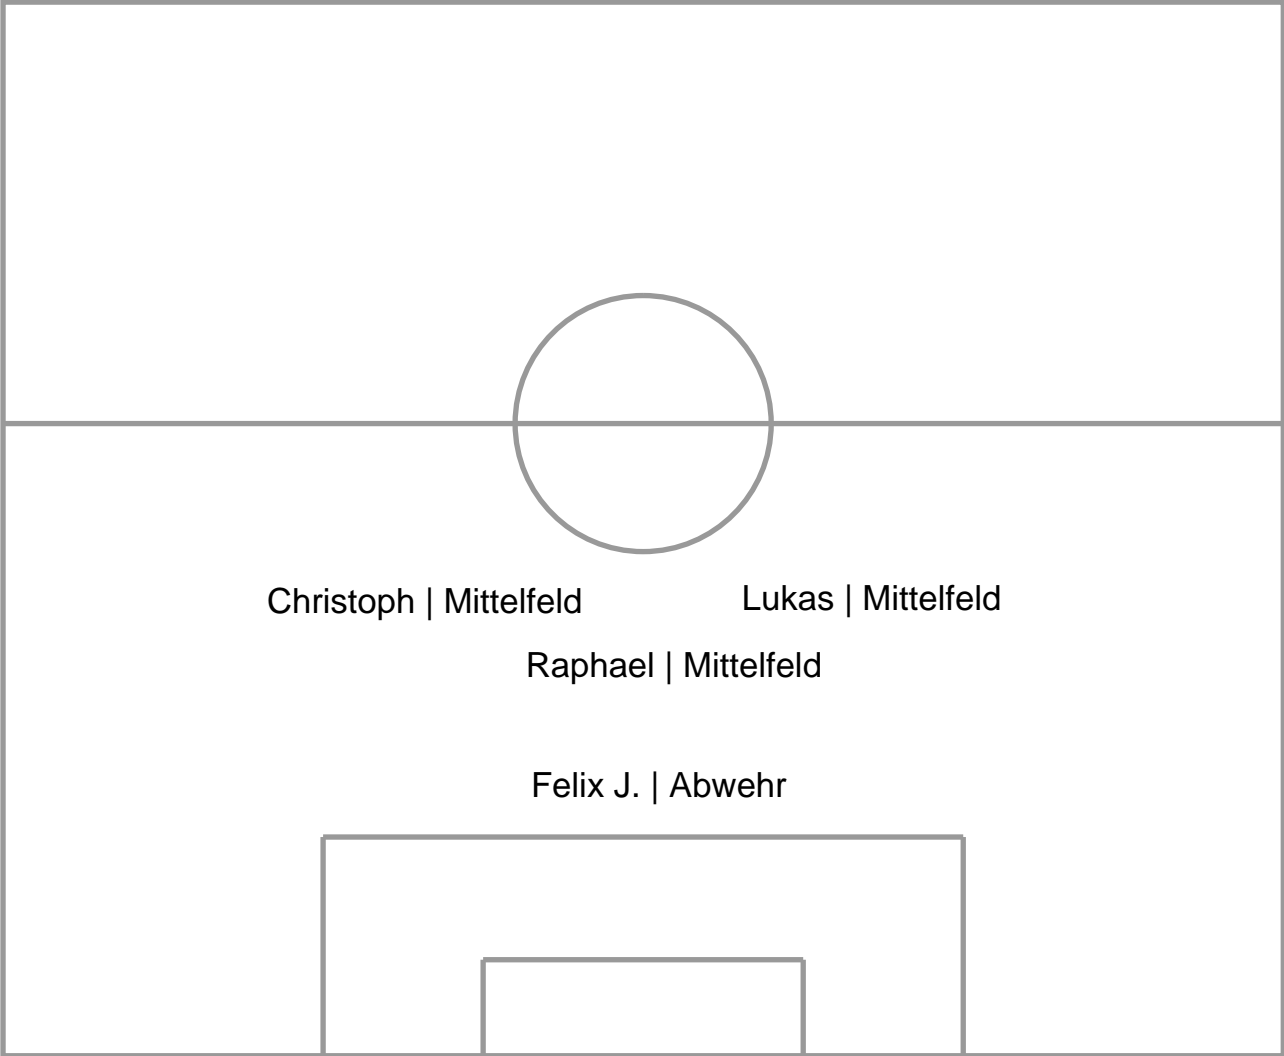 Christoph | Mittelfeld
Lukas | Mittelfeld
Raphael | Mittelfeld
Felix J. | Abwehr